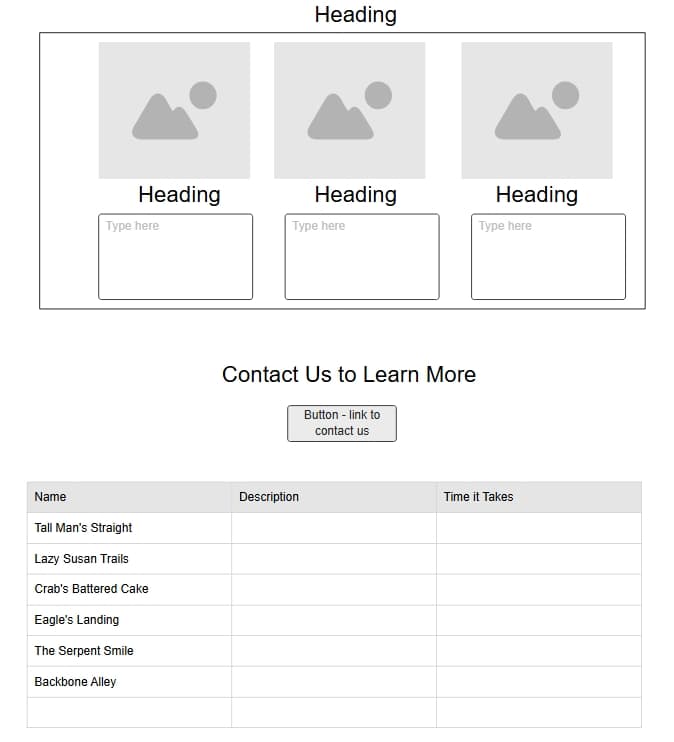 Heading
Heading Heading Heading
Type here Type here Type here
Contact Us to Learn More
Button - link to
contact us
Name Description Time it Takes
Tall Man's Straight
Lazy Susan Trails
Crab's Battered Cake
Eagle's Landing
The Serpent Smile
Backbone Alley